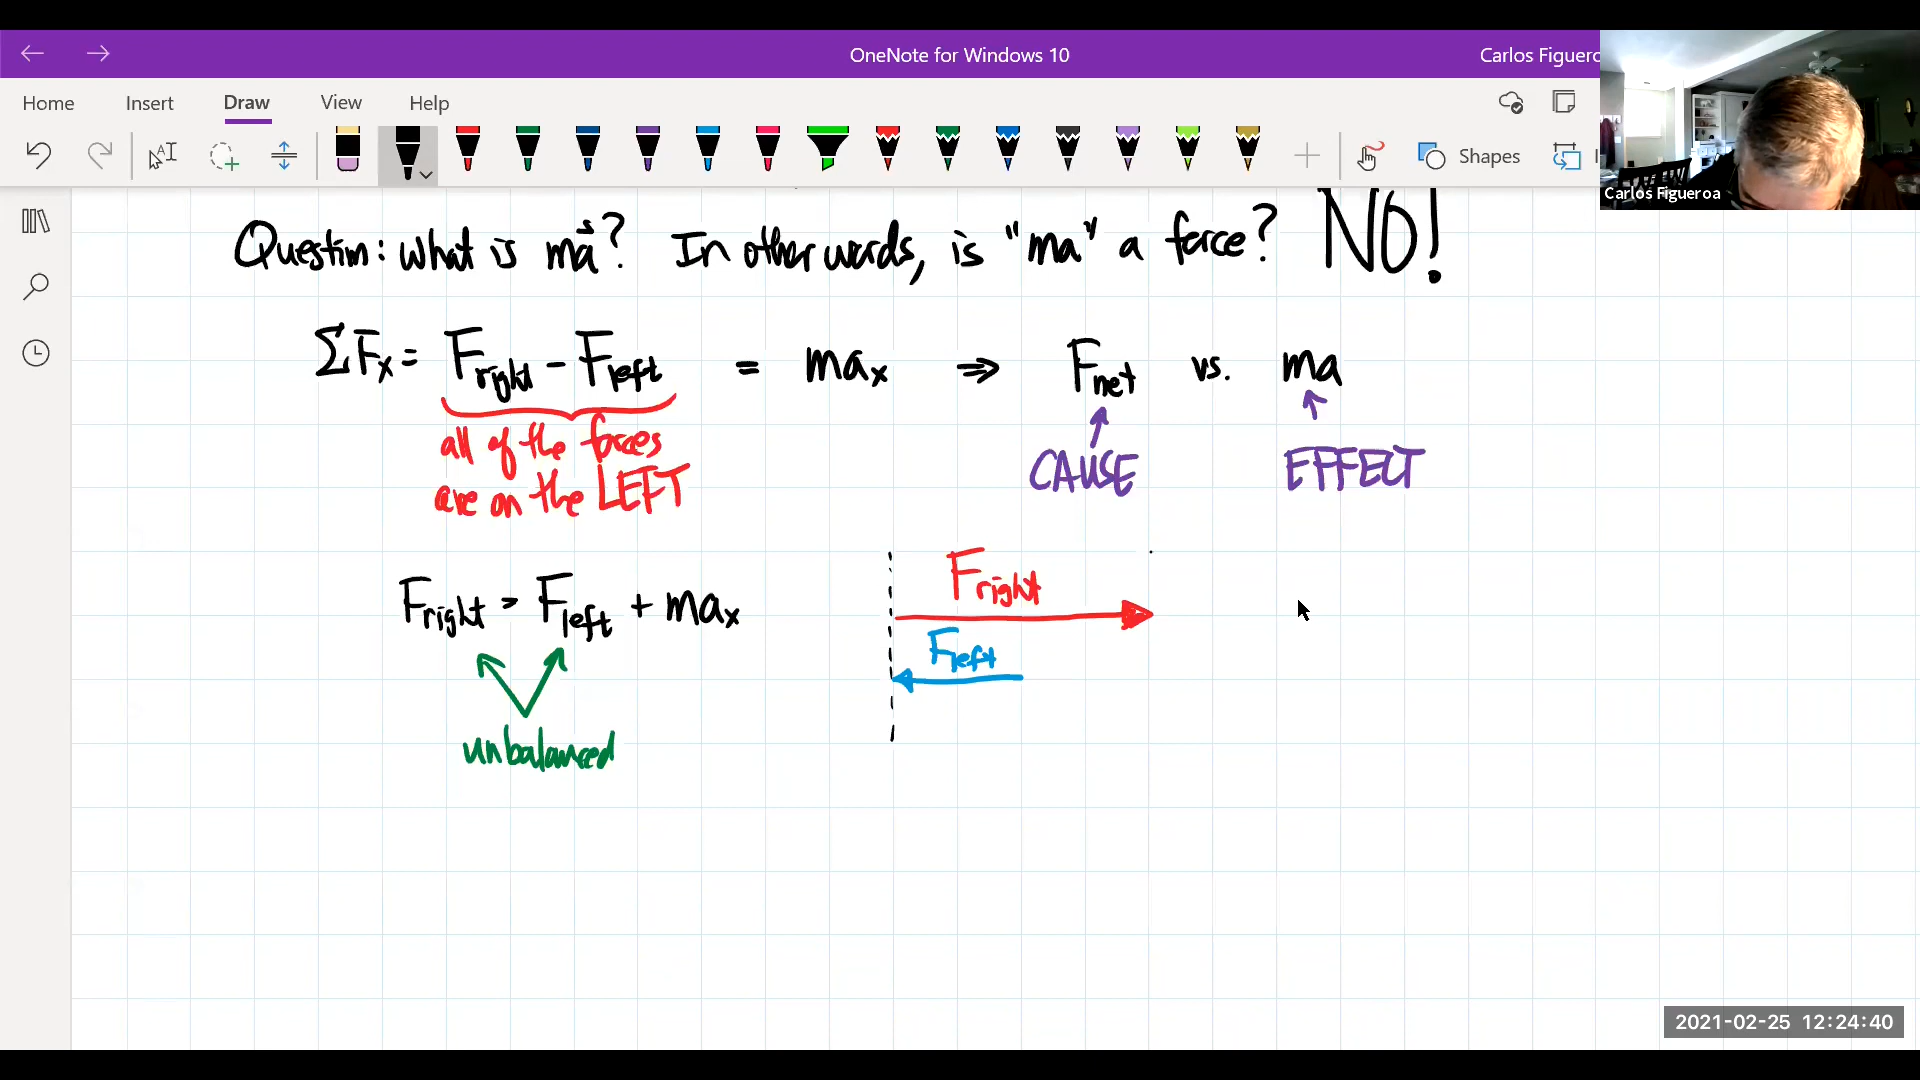 OneNote for Windows 10
Carlos Figuero
Home Insert Draw View Help
Shapes
Carlos Figueroa
Question: What is ma⃗? In other words, is "ma" a force? NO!
ΣFx = Fright - Fleft = max ⇒ Fnet vs. ma
all of the forces
are on the LEFT
CAUSE EFFECT
Fright = Fleft + max
unbalanced
Fright
Fleft
2021-02-25 12:24:40